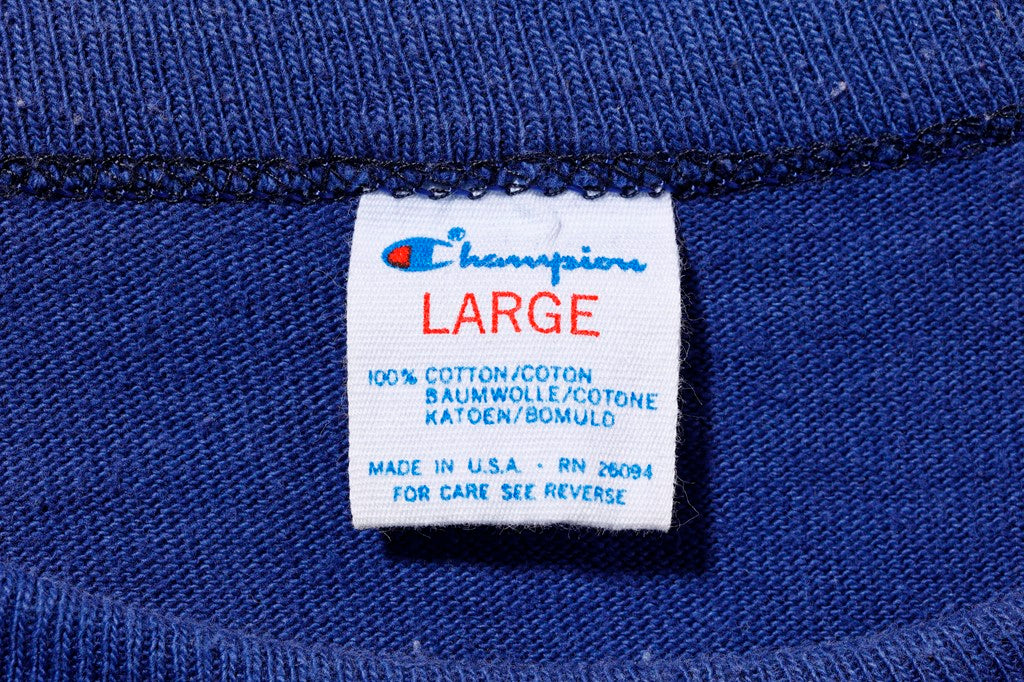 Champion®
LARGE
100% COTTON/COTON
BAUMWOLLE/COTONE
KATOEN/BOMULD
MADE IN U.S.A. · RN 26094
FOR CARE SEE REVERSE